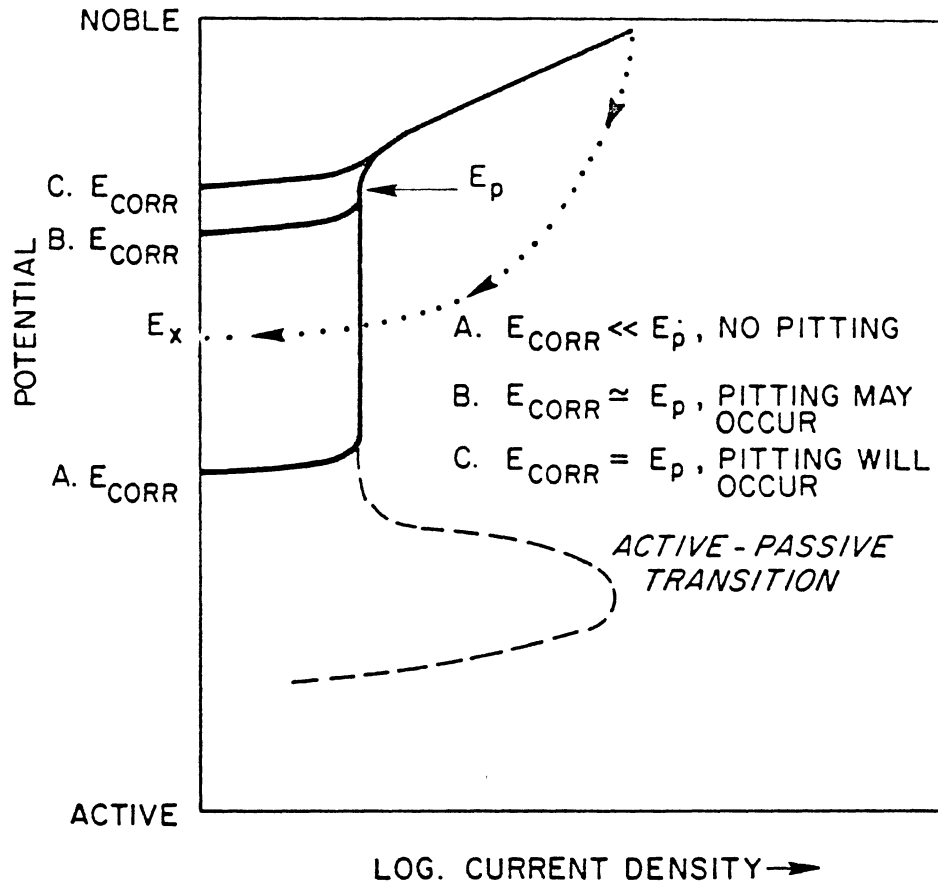 NOBLE
C. E_CORR
E_p
B. E_CORR
POTENTIAL
E_x
A. E_CORR << E_p, NO PITTING
B. E_CORR ≃ E_p, PITTING MAY
OCCUR
C. E_CORR = E_p, PITTING WILL
OCCUR
A. E_CORR
ACTIVE - PASSIVE
TRANSITION
ACTIVE
LOG. CURRENT DENSITY→